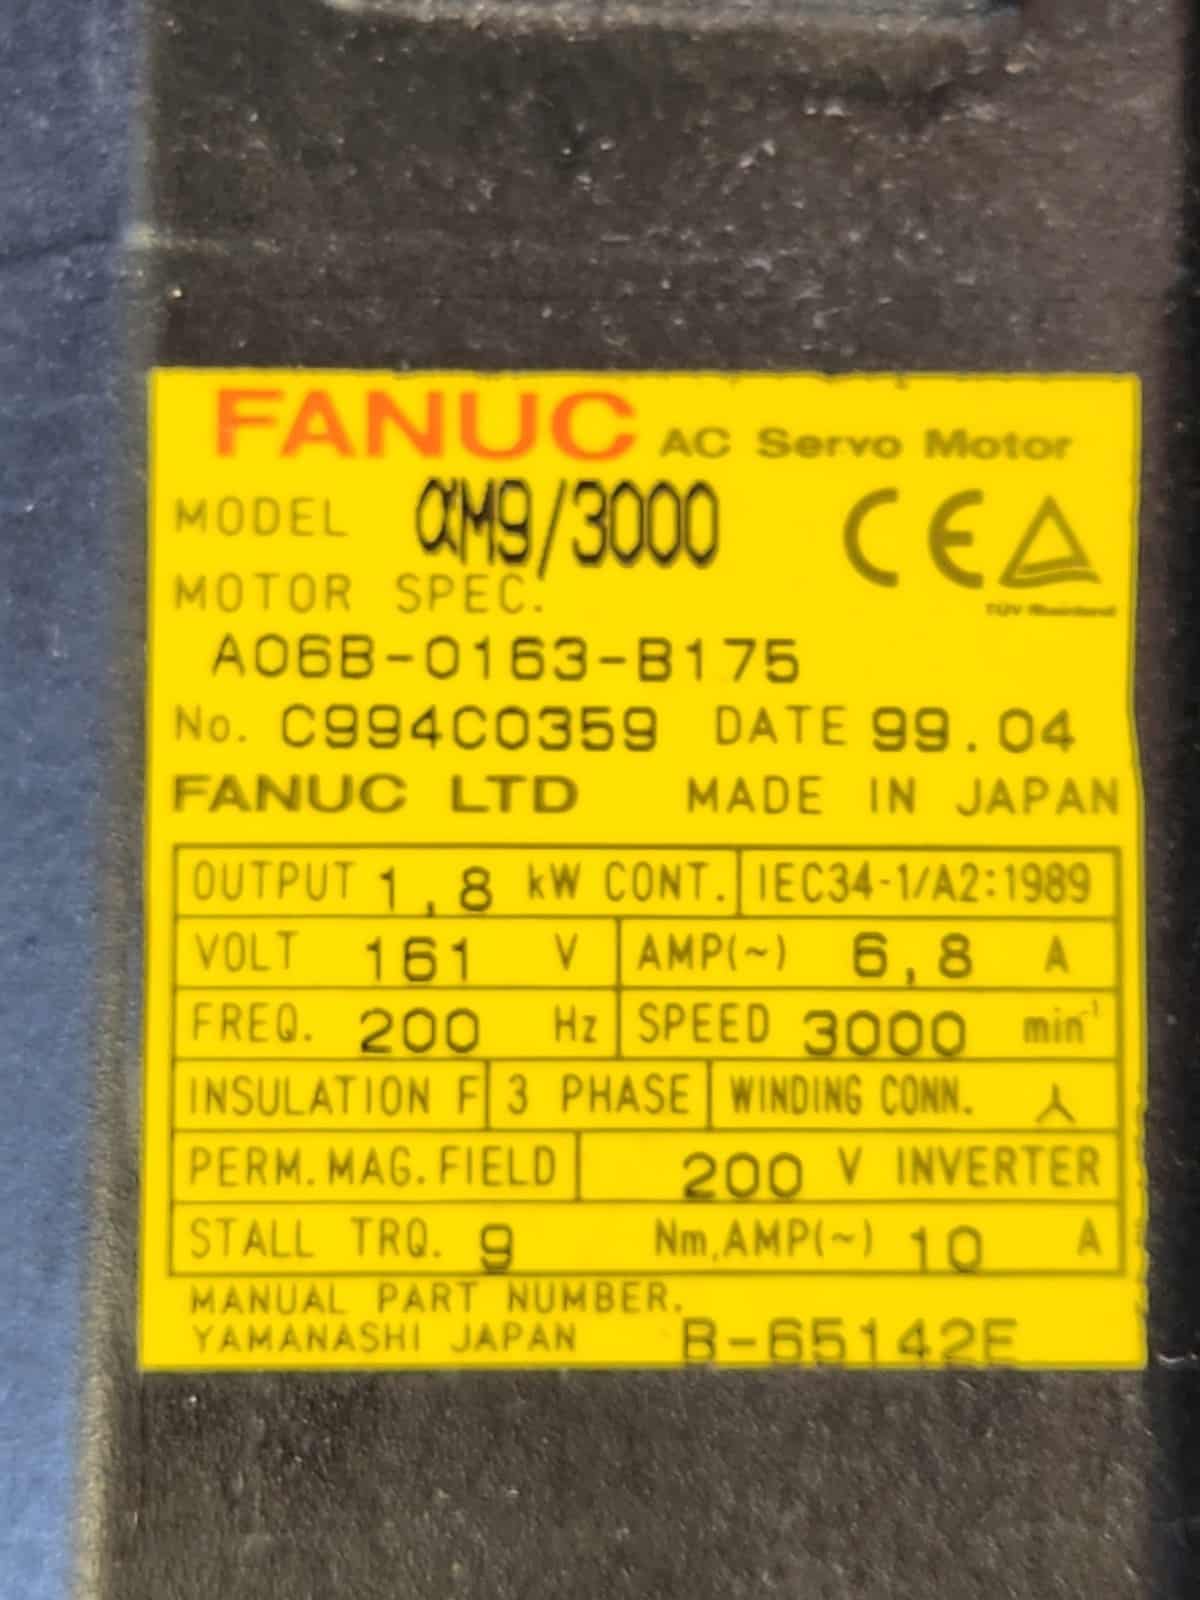 FANUC AC Servo Motor
MODEL αM9/3000 CE
MOTOR SPEC. TÜV Rheinland
A06B-0163-B175
No. C994C0359 DATE 99.04
FANUC LTD MADE IN JAPAN
OUTPUT 1,8 kW CONT. IEC34-1/A2:1989
VOLT 161 V AMP(~) 6,8 A
FREQ. 200 Hz SPEED 3000 min⁻¹
INSULATION F 3 PHASE WINDING CONN.
PERM.MAG.FIELD 200 V INVERTER
STALL TRQ. 9 Nm,AMP(~) 10 A
MANUAL PART NUMBER.
YAMANASHI JAPAN B-65142E